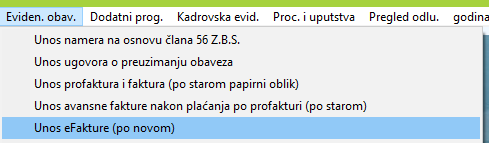 Eviden. obav. Dodatni prog. Kadrovska evid. Proc. i uputstva Pregled odlu. godina
Unos namera na osnovu člana 56 Z.B.S.
Unos ugovora o preuzimanju obaveza
Unos profaktura i faktura (po starom papirni oblik)
Unos avansne fakture nakon plaćanja po profakturi (po starom)
Unos eFakture (po novom)